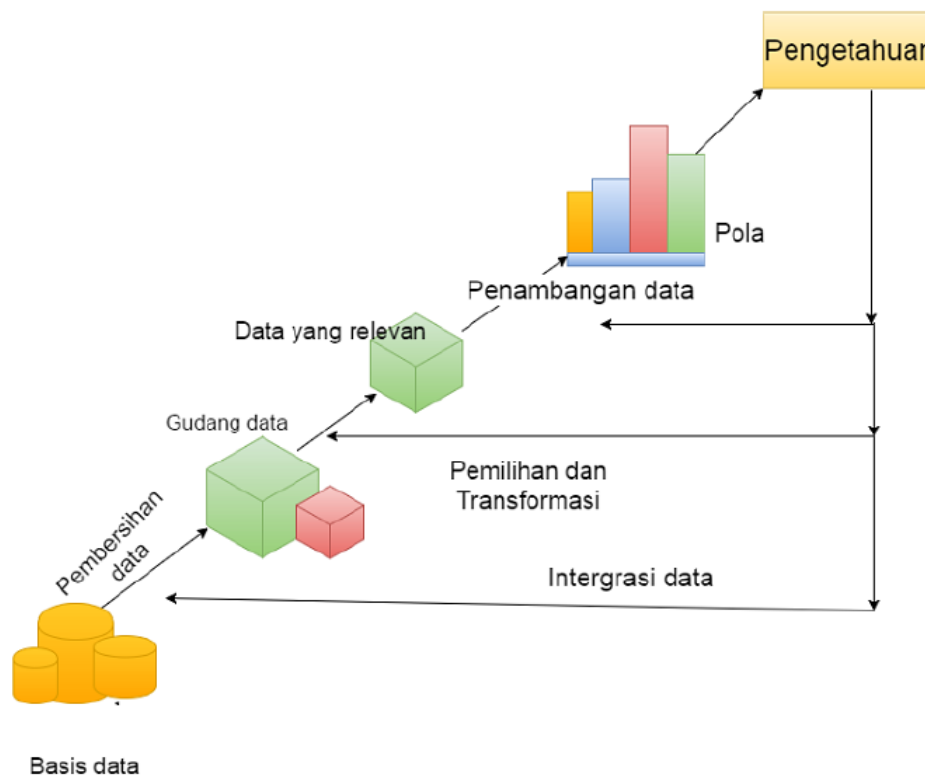 Pengetahuan
Pola
Penambangan data
Data yang relevan
Gudang data
Pemilihan dan
Transformasi
Pembersihan
data
Intergrasi data
Basis data